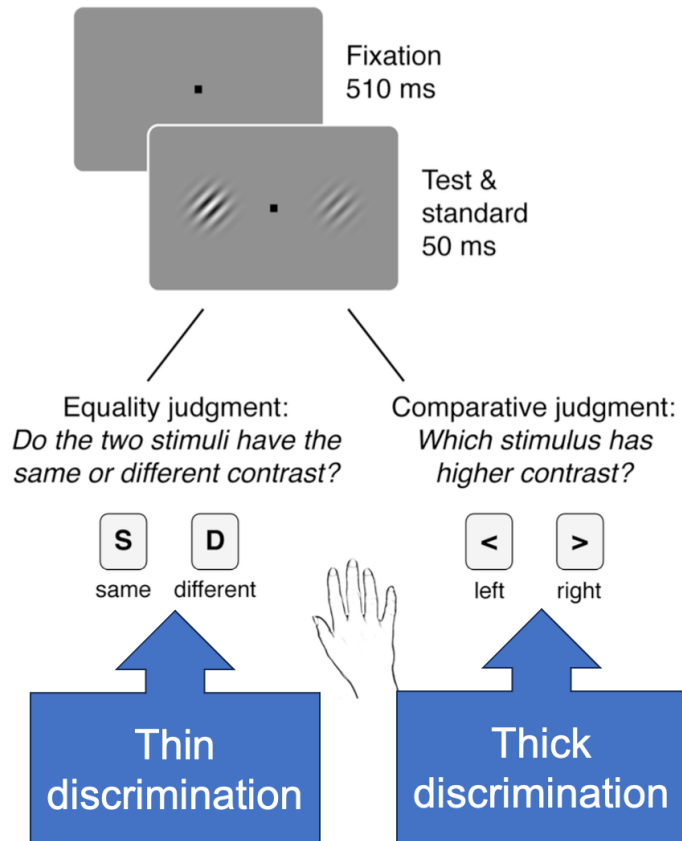 Fixation
510 ms
Test &
standard
50 ms
Equality judgment:
Do the two stimuli have the
same or different contrast?
S D
same different
Comparative judgment:
Which stimulus has
higher contrast?
< >
left right
Thin
discrimination
Thick
discrimination